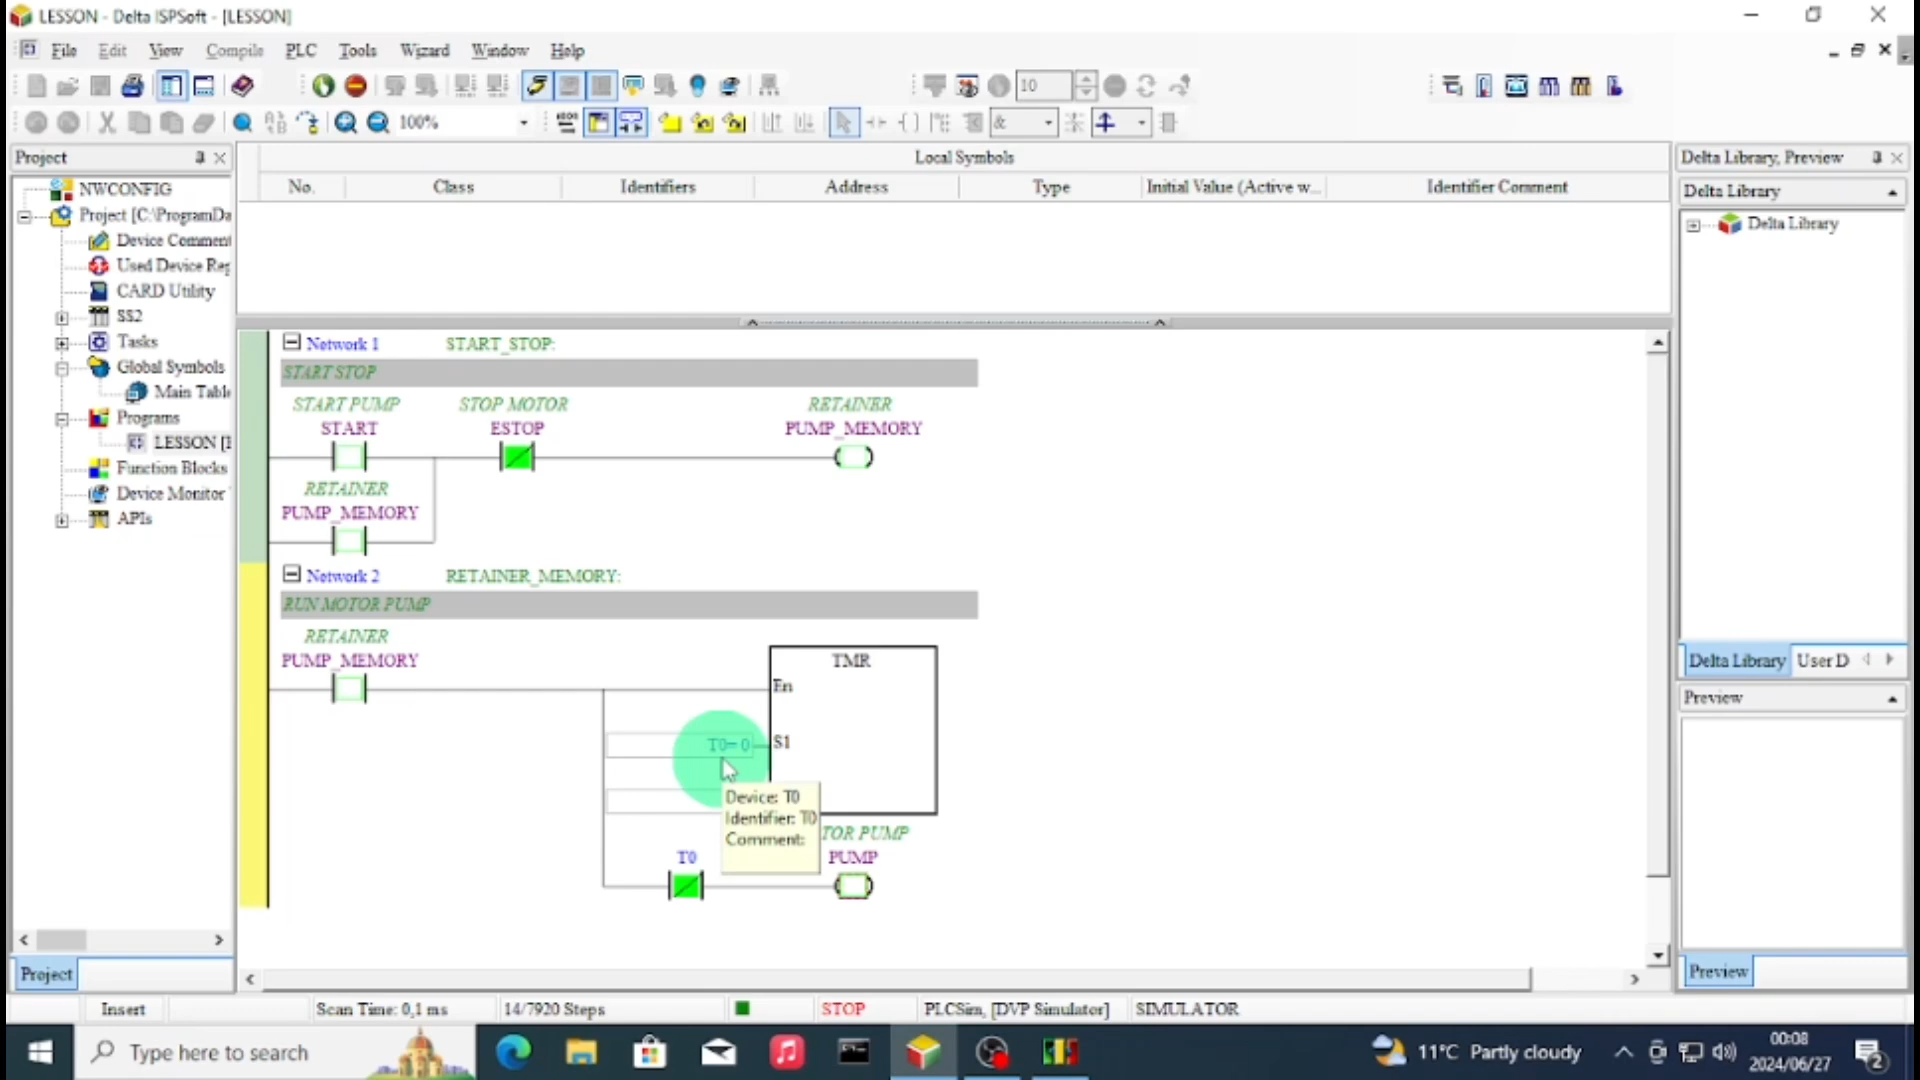 LESSON - Delta ISPSoft - [LESSON]
File Edit View Compile PLC Tools Wizard Window Help
10
100%
&
Project
NWCONFIG
Project [C:\ProgramDa
Device Comment
Used Device Rep
CARD Utility
SS2
Tasks
Global Symbols
Main Table
Programs
LESSON [
Function Blocks
Device Monitor
APIs
Project
Local Symbols
No. Class Identifiers Address Type Initial Value (Active w... Identifier Comment
Network 1 START_STOP:
START STOP
START PUMP STOP MOTOR RETAINER
START ESTOP PUMP_MEMORY
RETAINER
PUMP_MEMORY
Network 2 RETAINER_MEMORY:
RUN MOTOR PUMP
RETAINER
PUMP_MEMORY
TMR
En
T0= 0 S1
Device: T0
Identifier: T0
Comment:
TOR PUMP
T0 PUMP
Delta Library, Preview
Delta Library
Delta Library
Delta Library User D
Preview
Preview
Insert Scan Time: 0,1 ms 14/7920 Steps STOP PLCSim, [DVP Simulator] SIMULATOR
Type here to search
11°C Partly cloudy
00:08
2024/06/27
2